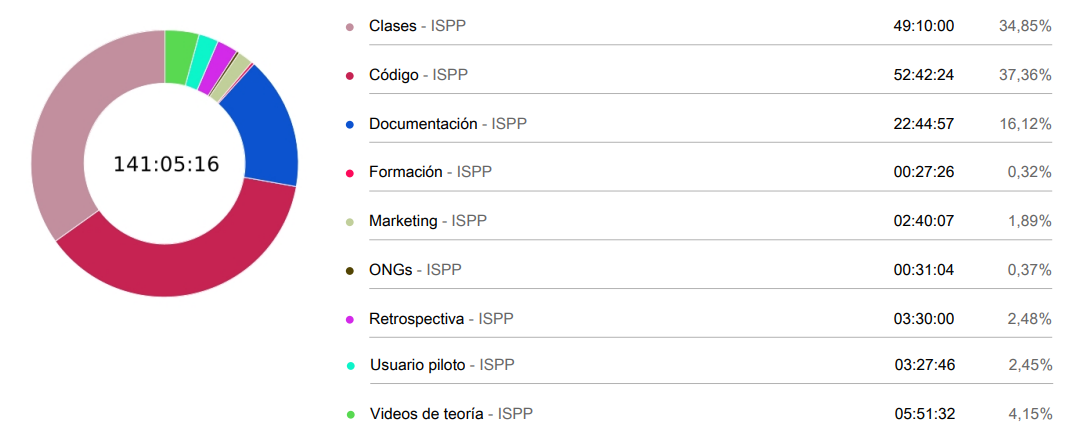 141:05:16
Clases - ISPP 49:10:00 34,85%
Código - ISPP 52:42:24 37,36%
Documentación - ISPP 22:44:57 16,12%
Formación - ISPP 00:27:26 0,32%
Marketing - ISPP 02:40:07 1,89%
ONGs - ISPP 00:31:04 0,37%
Retrospectiva - ISPP 03:30:00 2,48%
Usuario piloto - ISPP 03:27:46 2,45%
Videos de teoría - ISPP 05:51:32 4,15%